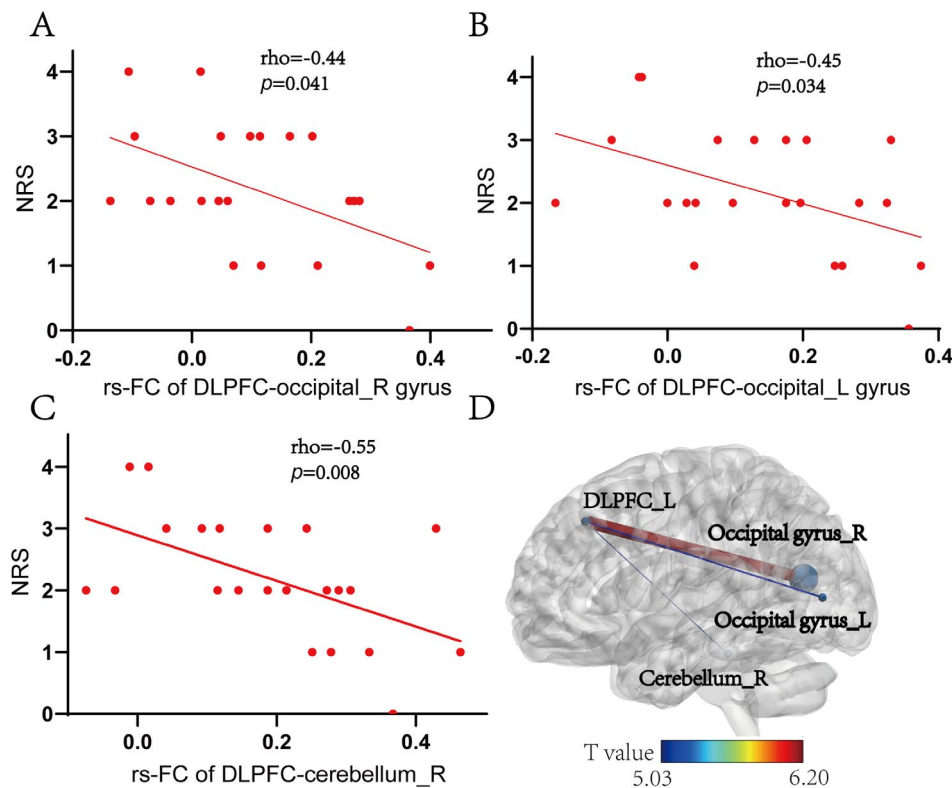 A
rho=-0.44
p=0.041
4
3
2
1
0
NRS
-0.2
0.0
0.2
0.4
rs-FC of DLPFC-occipital_R gyrus
B
rho=-0.45
p=0.034
4
3
2
1
0
NRS
-0.2
0.0
0.2
0.4
rs-FC of DLPFC-occipital_L gyrus
C
rho=-0.55
p=0.008
4
3
2
1
0
NRS
0.0
0.2
0.4
rs-FC of DLPFC-cerebellum_R
D
DLPFC_L
Occipital gyrus_R
Occipital gyrus_L
Cerebellum_R
T value
5.03
6.20